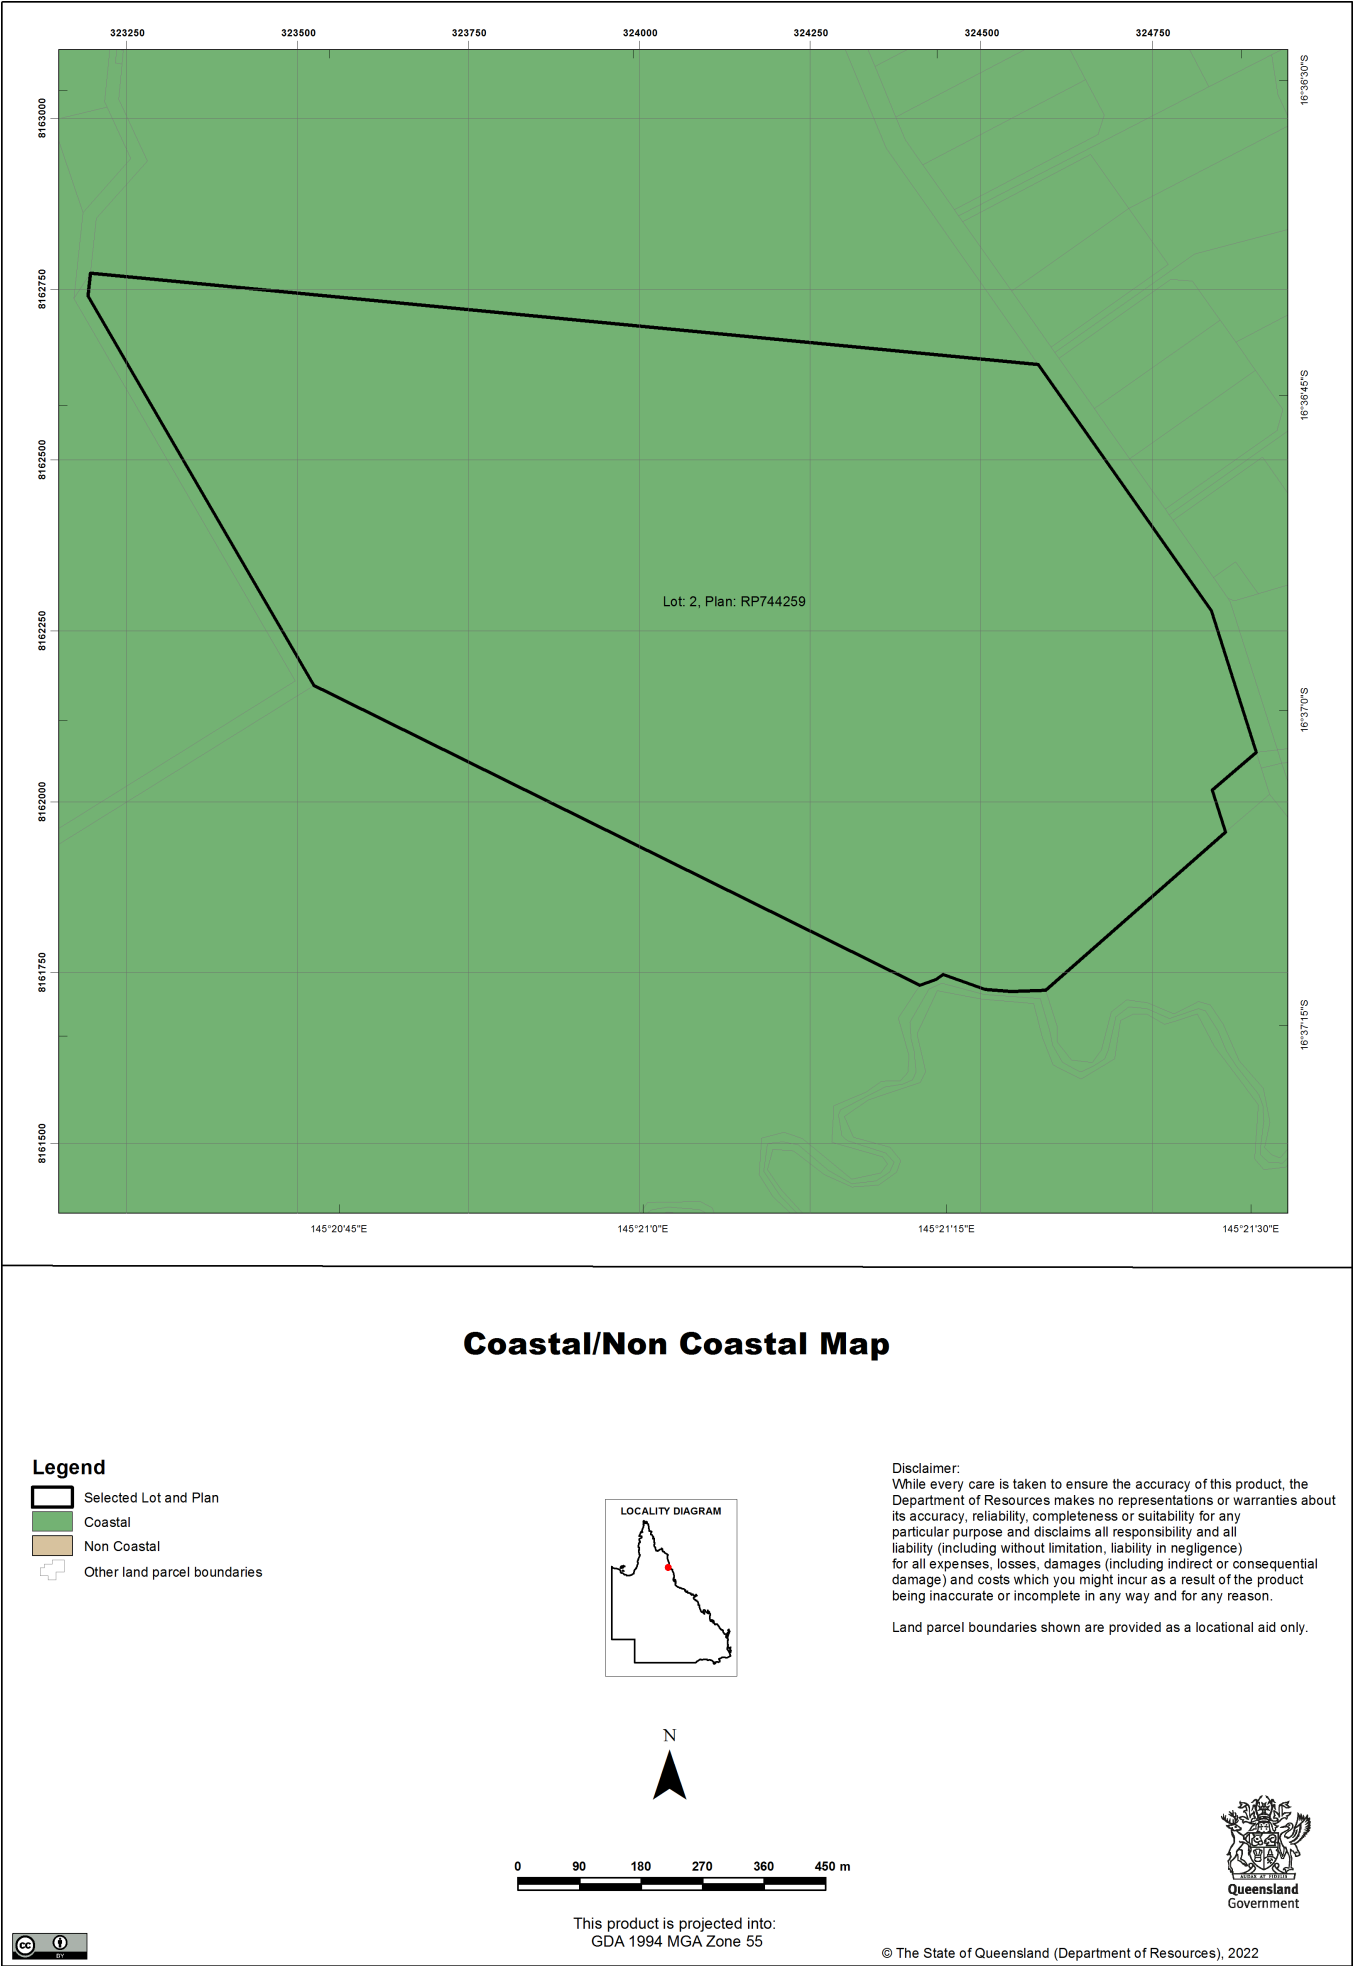 323250 323500 323750 324000 324250 324500 324750
8163000
8162750
8162500
8162250
8162000
8161750
8161500
16°36'30"S
16°36'45"S
16°37'0"S
16°37'15"S
Lot: 2, Plan: RP744259
145°20'45"E 145°21'0"E 145°21'15"E 145°21'30"E
Coastal/Non Coastal Map
Legend
Selected Lot and Plan
Coastal
Non Coastal
Other land parcel boundaries
LOCALITY DIAGRAM
Disclaimer:
While every care is taken to ensure the accuracy of this product, the
Department of Resources makes no representations or warranties about
its accuracy, reliability, completeness or suitability for any
particular purpose and disclaims all responsibility and all
liability (including without limitation, liability in negligence)
for all expenses, losses, damages (including indirect or consequential
damage) and costs which you might incur as a result of the product
being inaccurate or incomplete in any way and for any reason.
Land parcel boundaries shown are provided as a locational aid only.
N
0 90 180 270 360 450 m
This product is projected into:
GDA 1994 MGA Zone 55
AUDAX AT FIDELIS
Queensland
Government
cc
BY
© The State of Queensland (Department of Resources), 2022